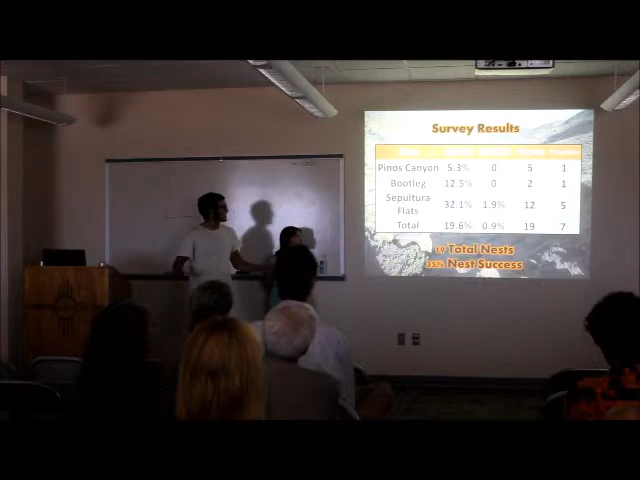 Survey Results
Pinos Canyon 5.3% 0 5 1
Bootleg 12.5% 0 2 1
Sepultura
Flats 32.1% 1.9% 12 5
Total 19.6% 0.9% 19 7
19 Total Nests
35% Nest Success